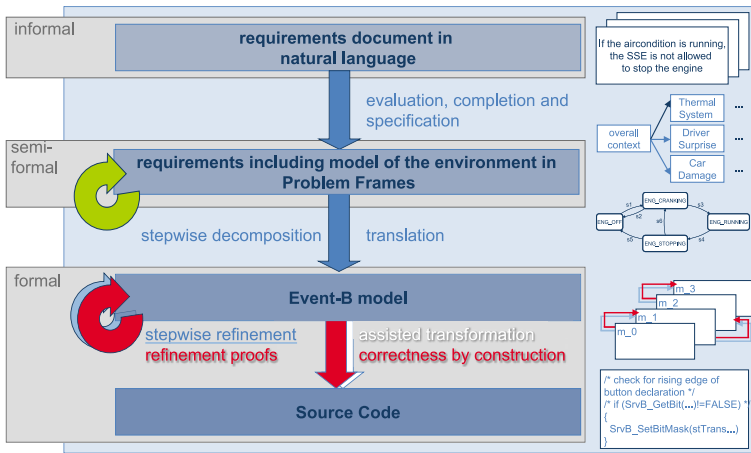 informal
requirements document in
natural language
If the aircondition is running,
the SSE is not allowed
to stop the engine
evaluation, completion and
specification
overall
context
Thermal
System
...
Driver
Surprise
...
Car
Damage
...
semi-
formal
requirements including model of the environment in
Problem Frames
ENG_CRANKING
ENG_OFF
ENG_RUNNING
ENG_STOPPING
s1
s2
s3
s4
s5
s6
stepwise decomposition
translation
formal
Event-B model
m_3
m_2
m_1
m_0
stepwise refinement
refinement proofs
assisted transformation
correctness by construction
Source Code
/* check for rising edge of
button declaration */
/* if (SrvB_GetBit(...)!=FALSE) */
{
SrvB_SetBitMask(stTrans...)
}